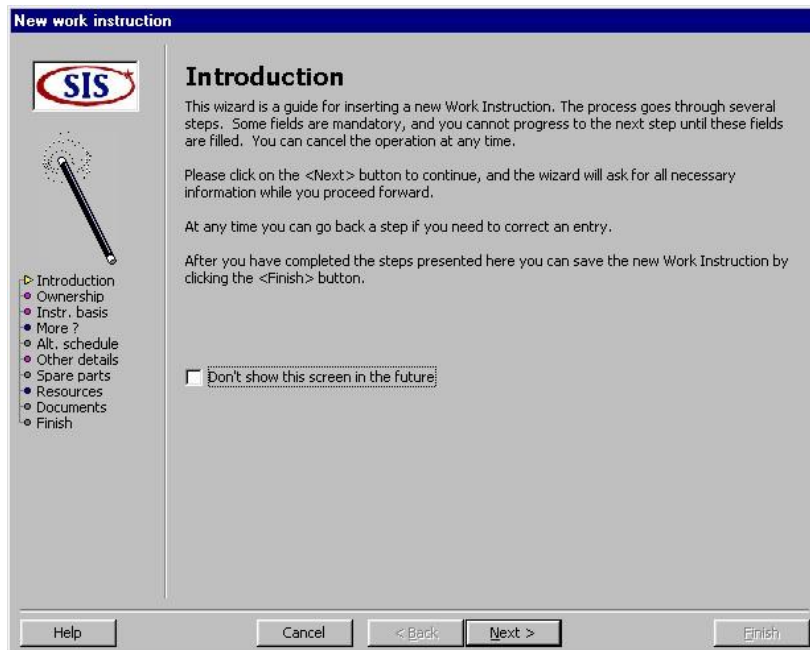 New work instruction
SIS
Introduction
This wizard is a guide for inserting a new Work Instruction. The process goes through several
steps.  Some fields are mandatory, and you cannot progress to the next step until these fields
are filled.  You can cancel the operation at any time.
Please click on the <Next> button to continue, and the wizard will ask for all necessary
information while you proceed forward.
At any time you can go back a step if you need to correct an entry.
After you have completed the steps presented here you can save the new Work Instruction by
clicking the <Finish> button.
Introduction
Ownership
Instr. basis
More ?
Alt. schedule
Other details
Spare parts
Resources
Documents
Finish
Don't show this screen in the future
Help
Cancel
< Back
Next >
Finish